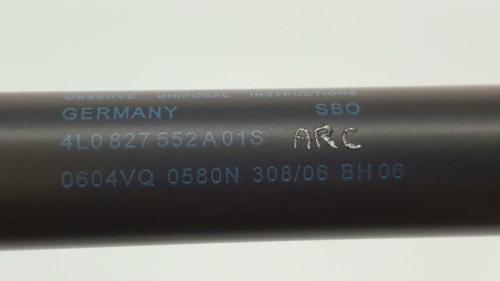 OBSERVE DISPOSAL INSTRUCTIONS
GERMANY SBO
4L0 827 552 A 01S ARC
0604VQ 0580N 308/06 BH 06